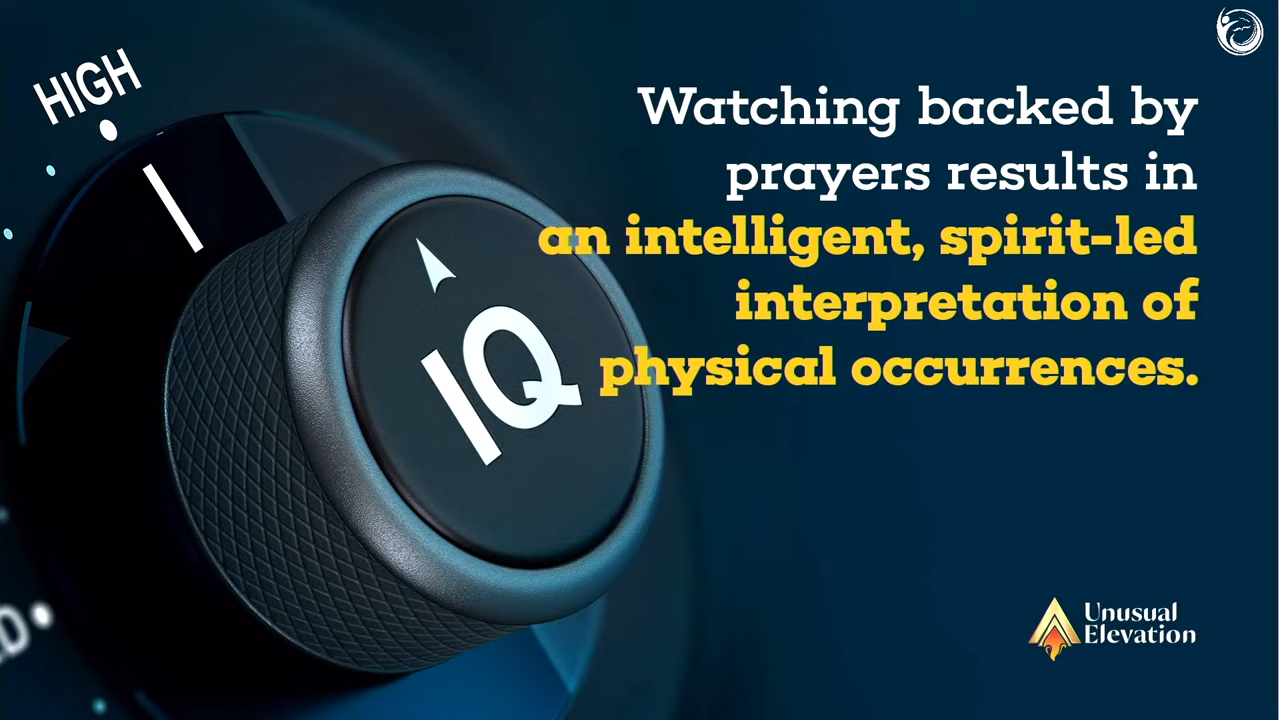 HIGH
IQ
Watching backed by
prayers results in
an intelligent, spirit-led
interpretation of
physical occurrences.
Unusual
Elevation